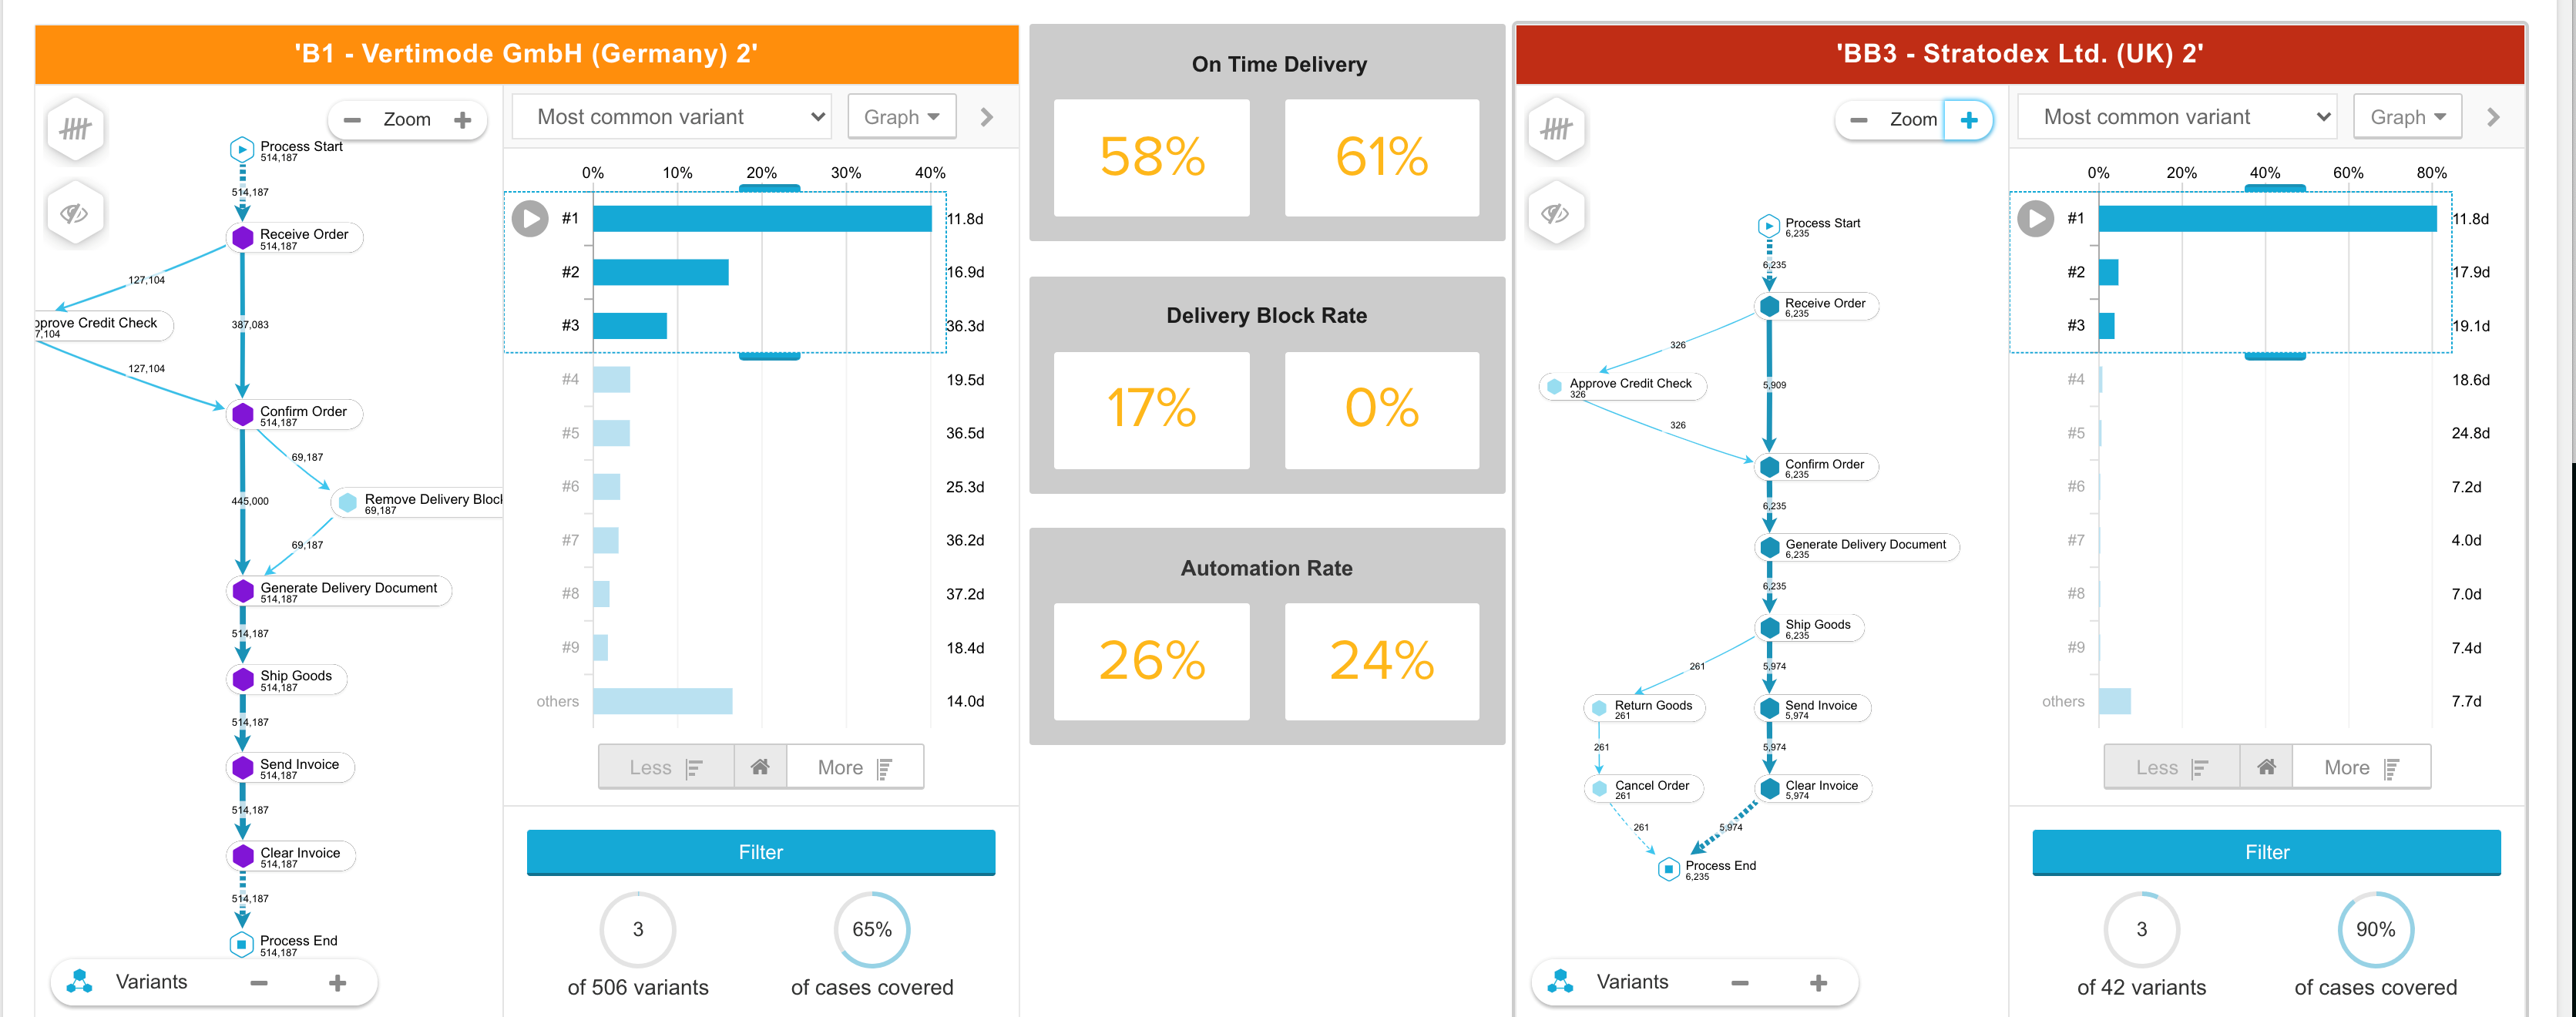 'B1 - Vertimode GmbH (Germany) 2'
Zoom
Process Start
514,187
514,187
Receive Order
514,187
127,104
387,083
pprove Credit Check
7,104
127,104
Confirm Order
514,187
69,187
445,000
Remove Delivery Block
69,187
69,187
Generate Delivery Document
514,187
514,187
Ship Goods
514,187
514,187
Send Invoice
514,187
514,187
Clear Invoice
514,187
514,187
Process End
514,187
Variants
Most common variant
Graph
0% 10% 20% 30% 40%
#1 11.8d
#2 16.9d
#3 36.3d
#4 19.5d
#5 36.5d
#6 25.3d
#7 36.2d
#8 37.2d
#9 18.4d
others 14.0d
Less More
Filter
3
of 506 variants
65%
of cases covered
On Time Delivery
58% 61%
Delivery Block Rate
17% 0%
Automation Rate
26% 24%
'BB3 - Stratodex Ltd. (UK) 2'
Zoom
Process Start
6,235
6,235
Receive Order
6,235
326
Approve Credit Check
326
5,909
326
Confirm Order
6,235
6,235
Generate Delivery Document
6,235
6,235
Ship Goods
6,235
261
5,974
Return Goods
261
Send Invoice
5,974
261
5,974
Cancel Order
261
Clear Invoice
5,974
261
5,974
Process End
6,235
Variants
Most common variant
Graph
0% 20% 40% 60% 80%
#1 11.8d
#2 17.9d
#3 19.1d
#4 18.6d
#5 24.8d
#6 7.2d
#7 4.0d
#8 7.0d
#9 7.4d
others 7.7d
Less More
Filter
3
of 42 variants
90%
of cases covered